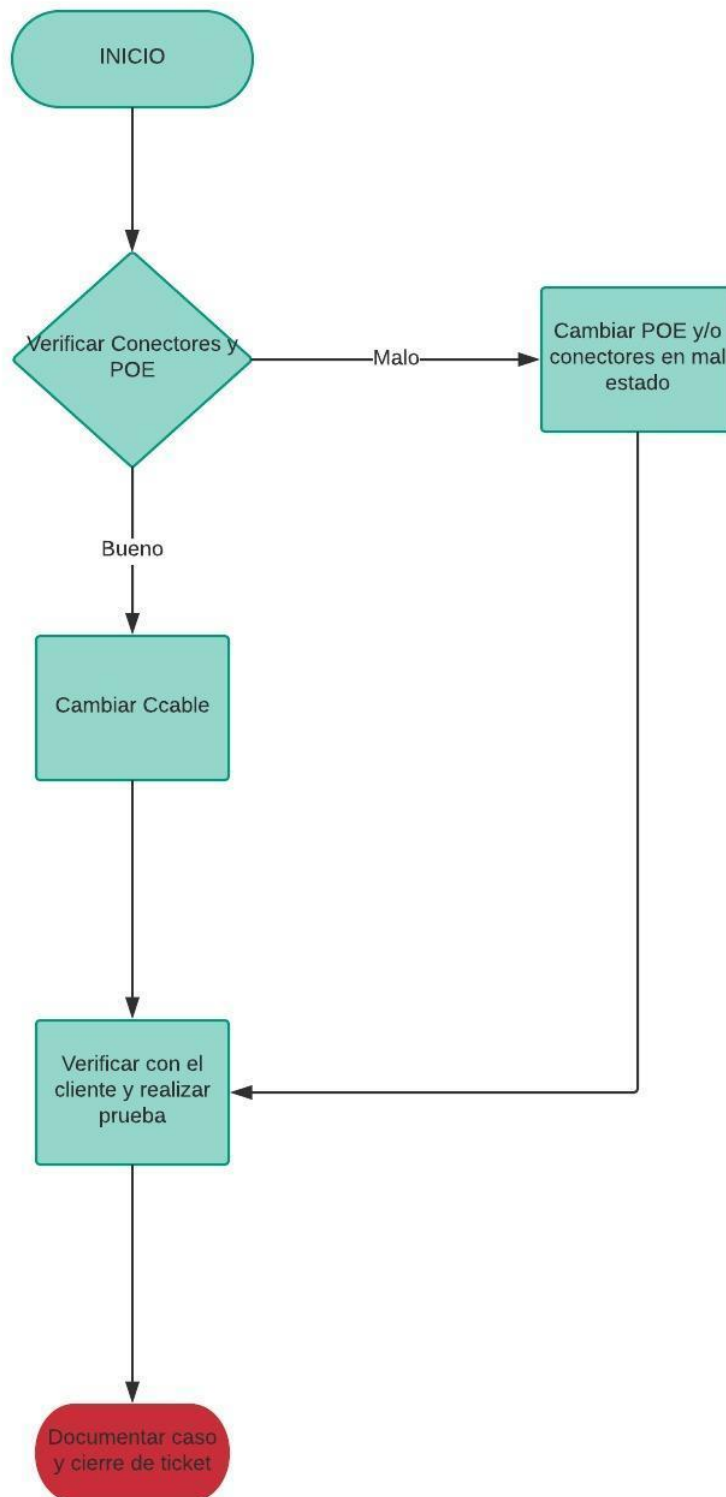 INICIO
Verificar Conectores y
POE
Malo
Cambiar POE y/o
conectores en mal
estado
Bueno
Cambiar Ccable
Verificar con el
cliente y realizar
prueba
Documentar caso
y cierre de ticket